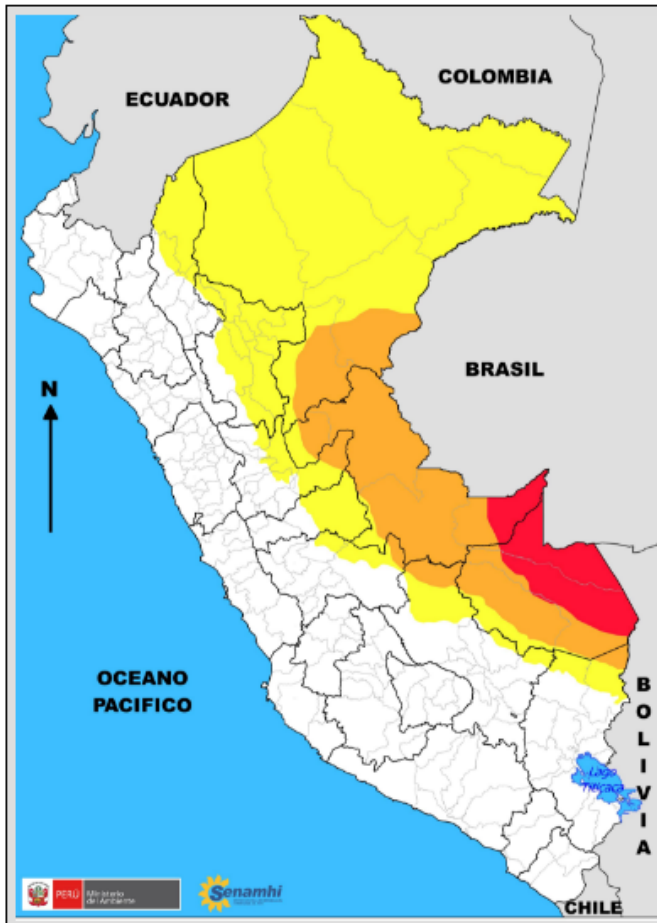 COLOMBIA
ECUADOR
BRASIL
N
OCEANO
PACIFICO
BOLIVIA
Lago
Titicaca
PERÚ
Ministerio
del Ambiente
Senamhi
CHILE